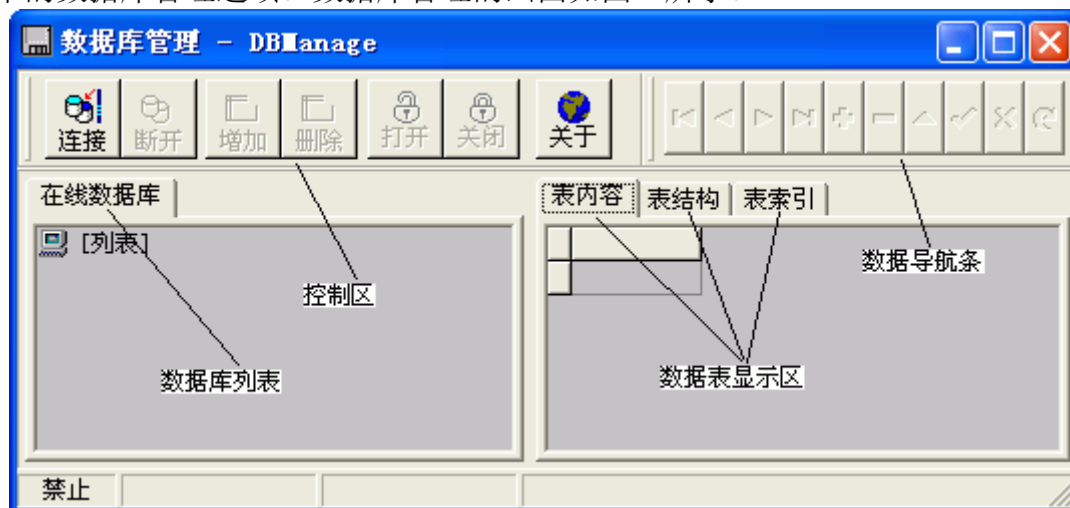 数据库管理 - DBManage
连接 断开 增加 删除 打开 关闭 关于
在线数据库 表内容 表结构 表索引
[列表]
数据导航条
控制区
数据库列表 数据表显示区
禁止